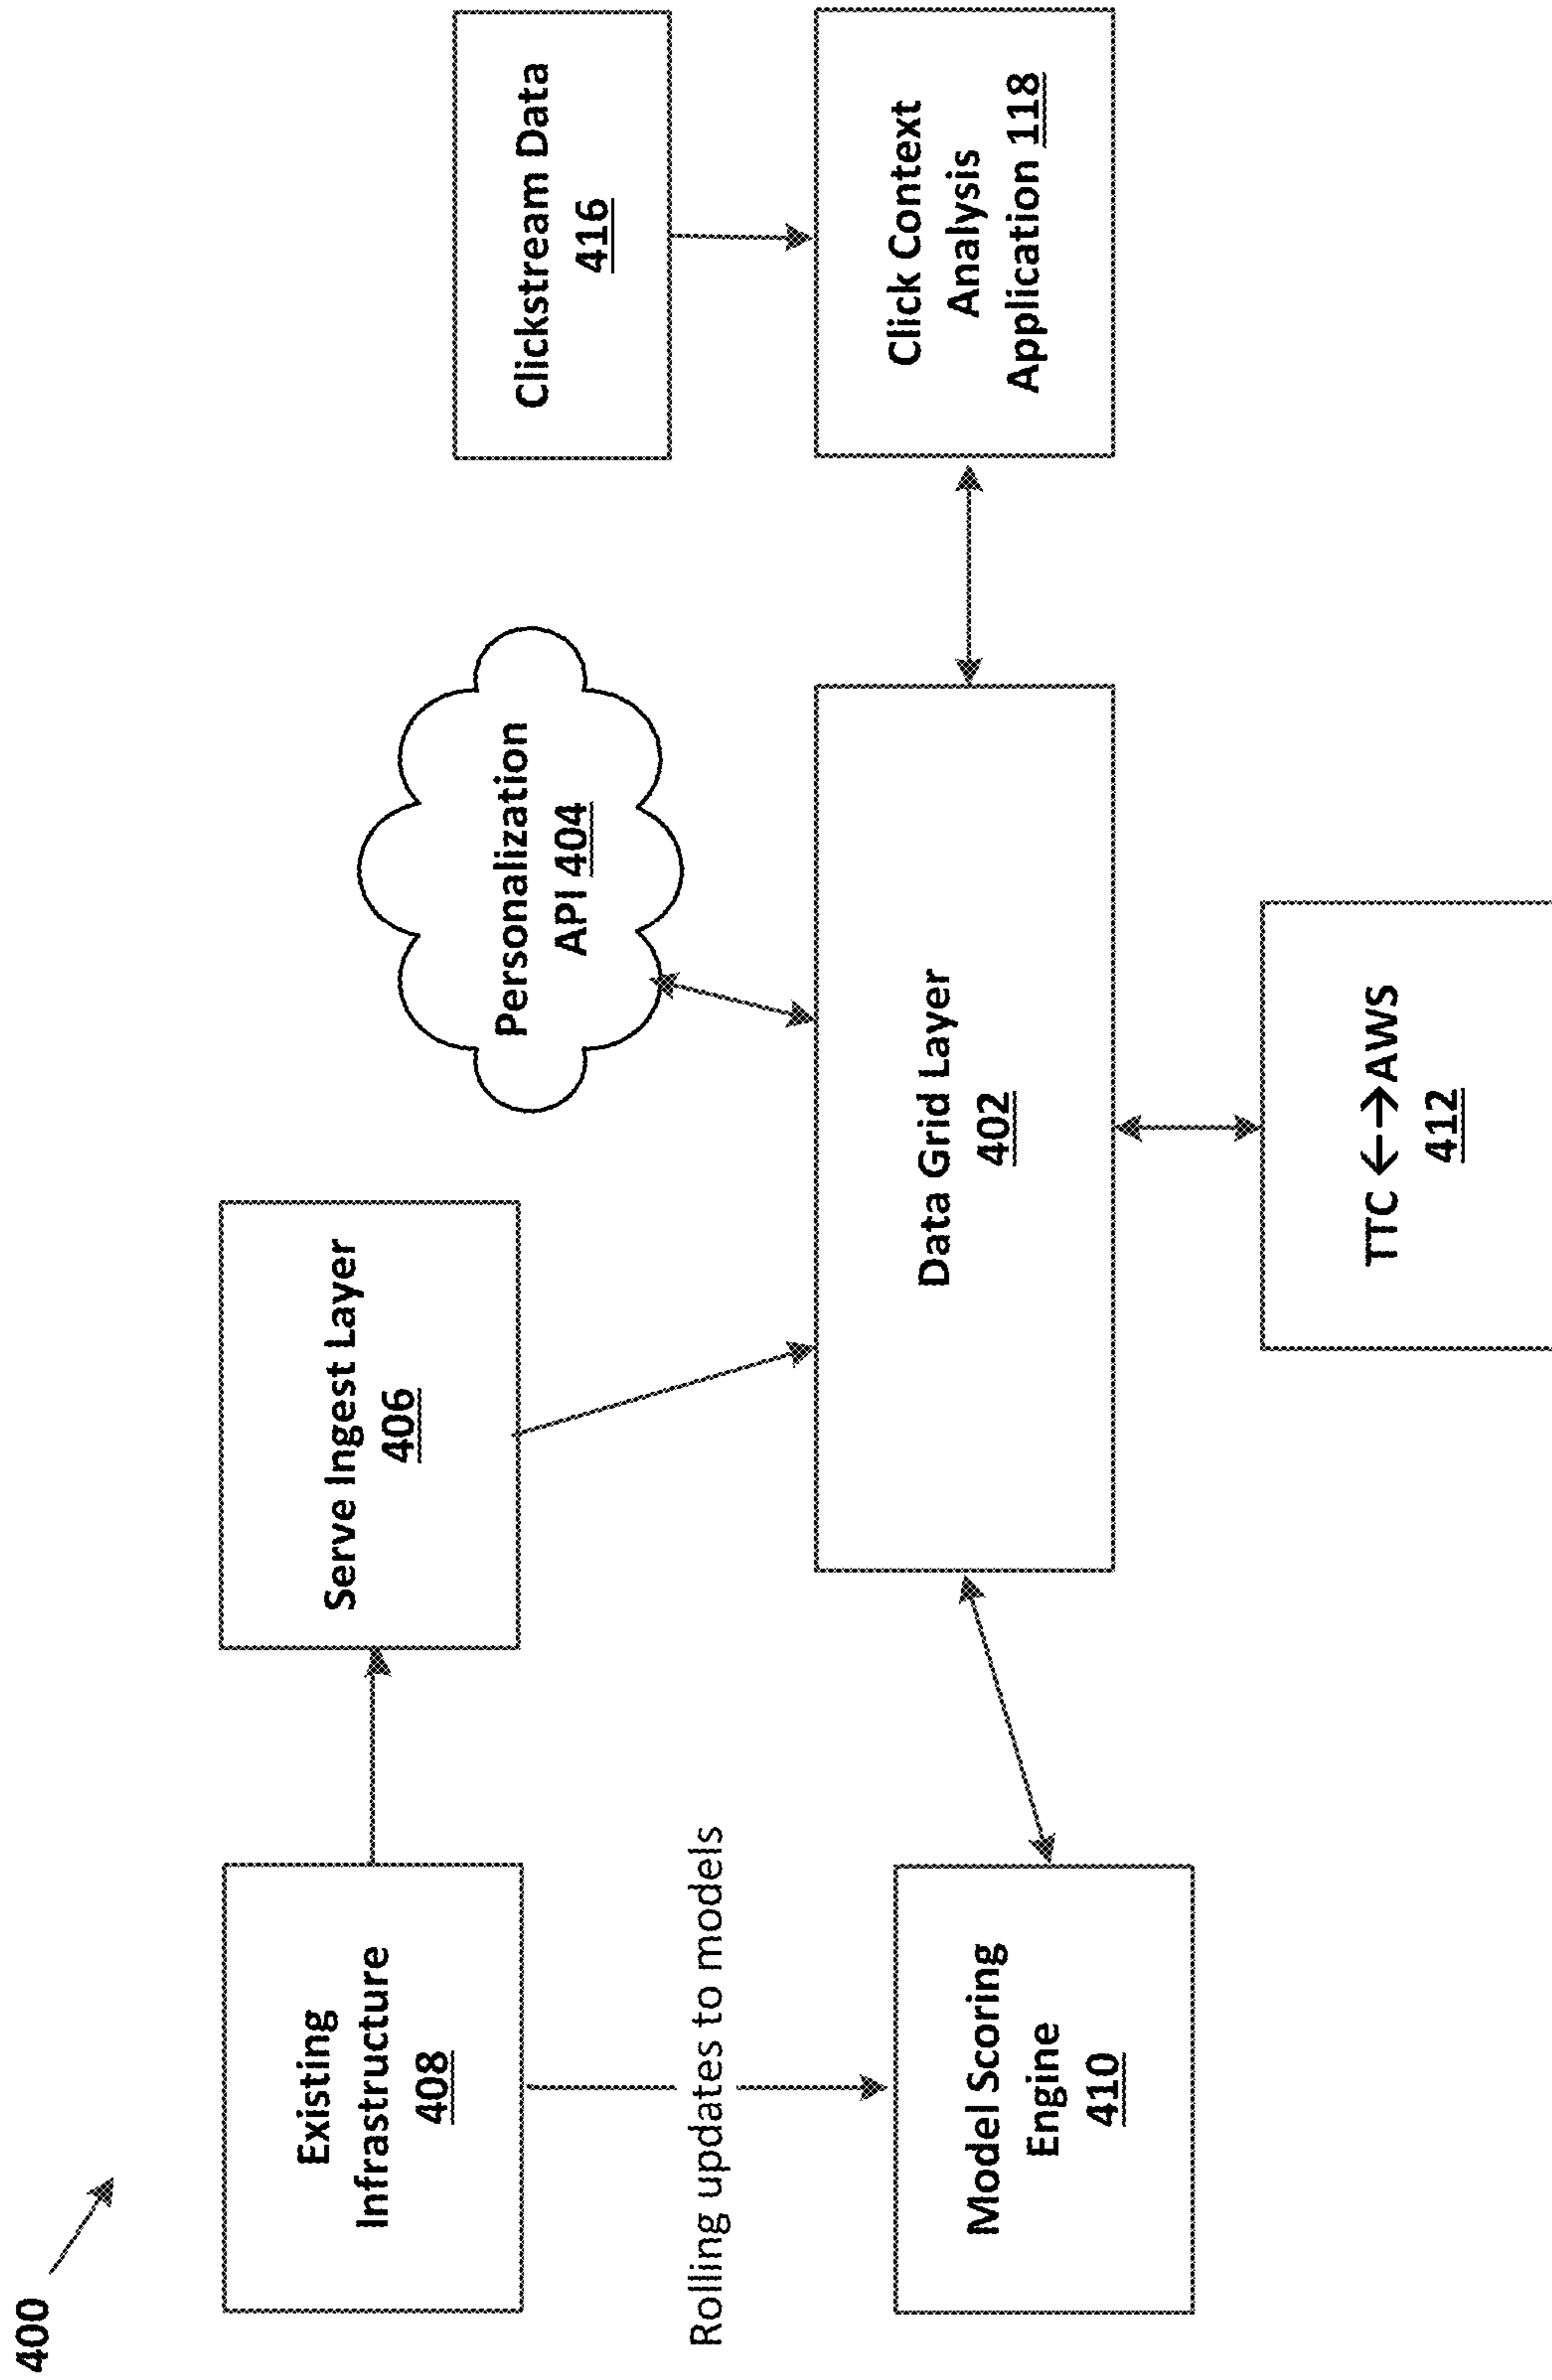 400
Existing
Infrastructure
408
Serve Ingest Layer
406
Personalization
API 404
Clickstream Data
416
Rolling updates to models
Model Scoring
Engine
410
Data Grid Layer
402
Click Context
Analysis
Application 118
TTC ←→AWS
412